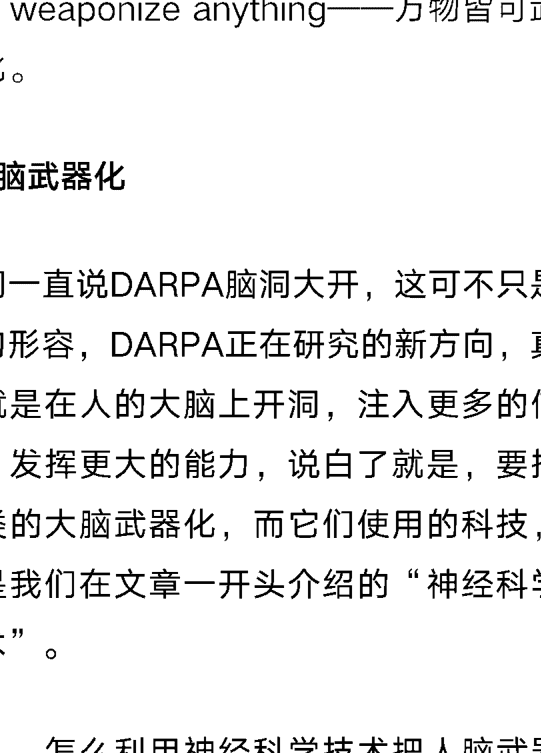 weaponize anything——万物皆可武
化。
脑武器化
们一直说DARPA脑洞大开，这可不只是
的形容，DARPA正在研究的新方向，真
就是在人的大脑上开洞，注入更多的信
发挥更大的能力，说白了就是，要把
类的大脑武器化，而它们使用的科技，
是我们在文章一开头介绍的“神经科学
术”。
怎么利用神经科学技术把人脑武器